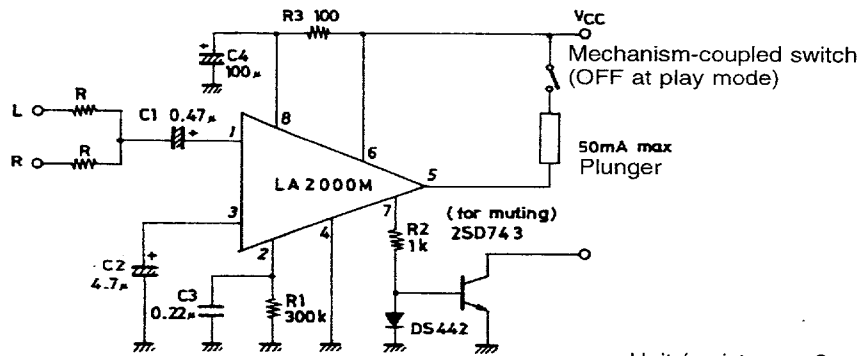 R3 100
VCC
C4
100μ
Mechanism-coupled switch
(OFF at play mode)
L
R
C1 0.47μ
R
R
1
8
6
50mA max
Plunger
LA2000M
5
3
7
(for muting)
2SD743
4
2
R2
1k
C2
4.7μ
C3
0.22μ
R1
300k
DS442